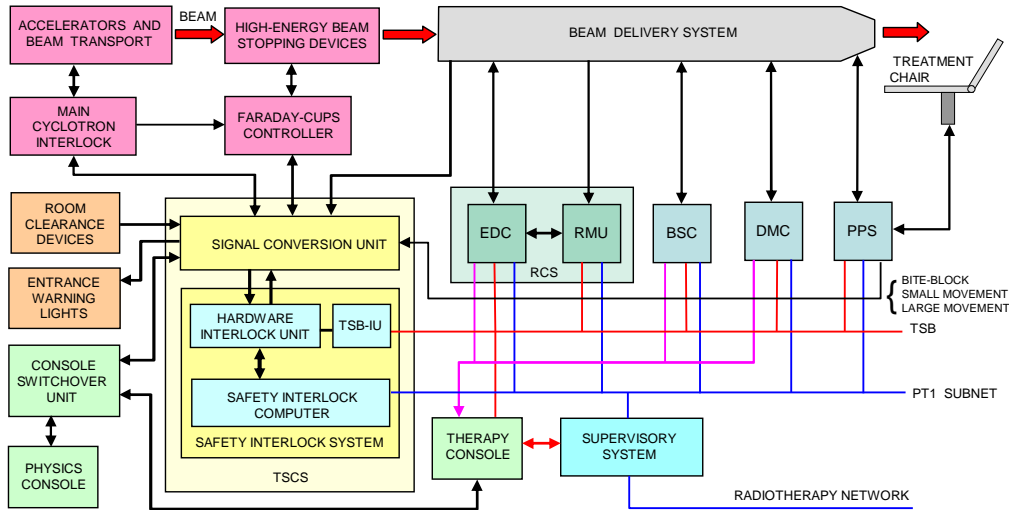 ACCELERATORS AND
BEAM TRANSPORT
BEAM
HIGH-ENERGY BEAM
STOPPING DEVICES
BEAM DELIVERY SYSTEM
TREATMENT
CHAIR
MAIN
CYCLOTRON
INTERLOCK
FARADAY-CUPS
CONTROLLER
ROOM
CLEARANCE
DEVICES
SIGNAL CONVERSION UNIT
EDC
RMU
RCS
BSC
DMC
PPS
ENTRANCE
WARNING
LIGHTS
BITE-BLOCK
SMALL MOVEMENT
LARGE MOVEMENT
HARDWARE
INTERLOCK UNIT
TSB-IU
TSB
CONSOLE
SWITCHOVER
UNIT
SAFETY INTERLOCK
COMPUTER
PT1 SUBNET
SAFETY INTERLOCK SYSTEM
THERAPY
CONSOLE
SUPERVISORY
SYSTEM
PHYSICS
CONSOLE
TSCS
RADIOTHERAPY NETWORK